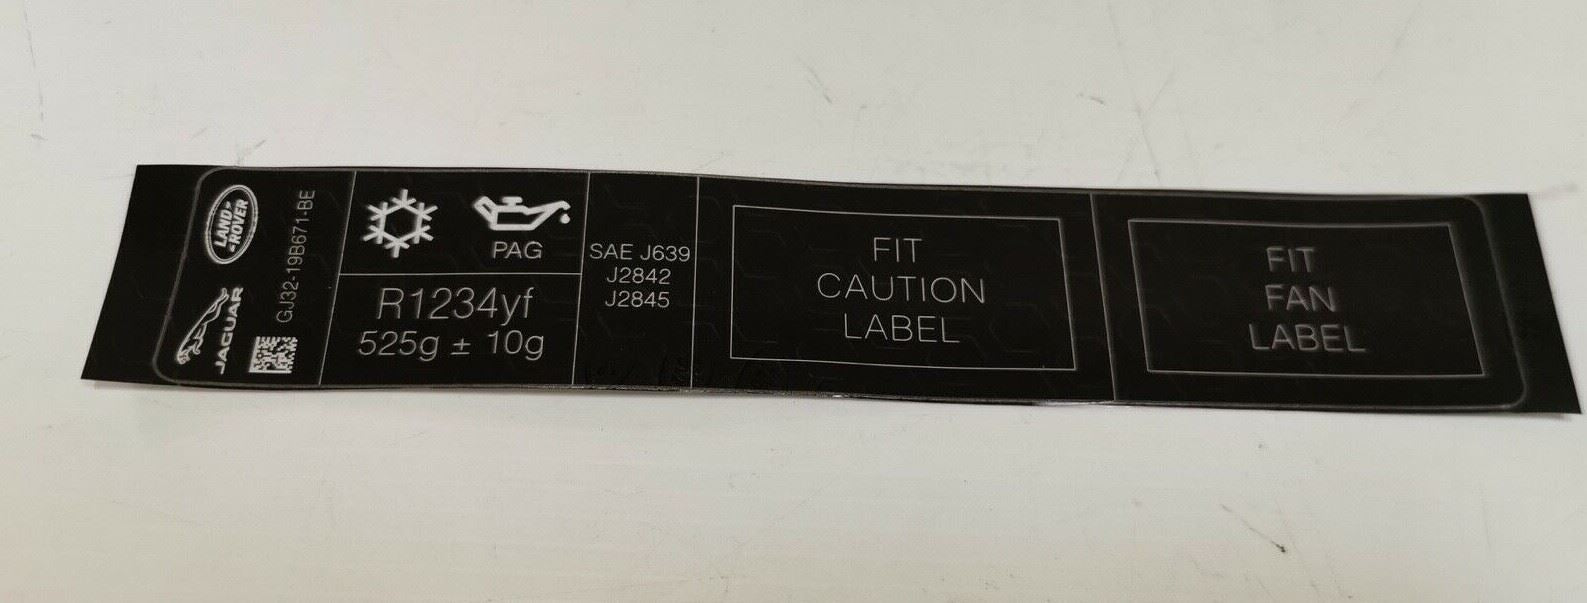 LAND
ROVER
JAGUAR
GJ32-19B671-BE
PAG
R1234yf
525g ± 10g
SAE J639
J2842
J2845
FIT
CAUTION
LABEL
FIT
FAN
LABEL